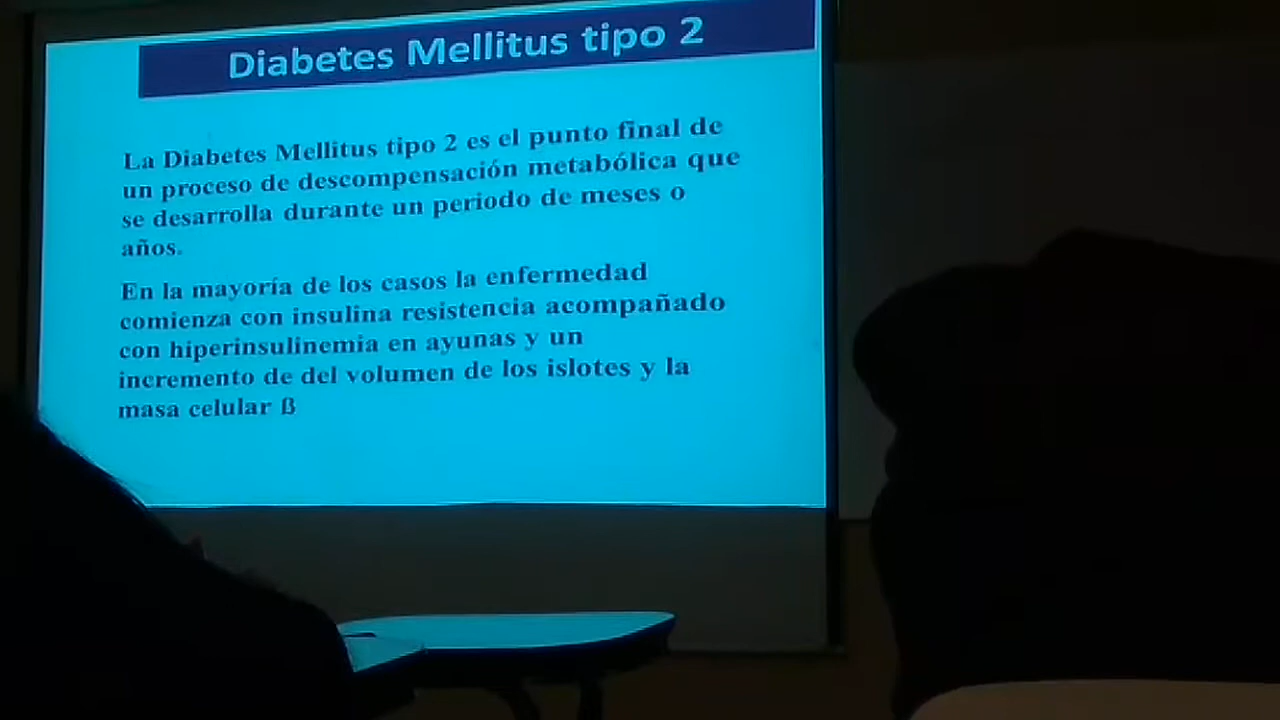 Diabetes Mellitus tipo 2
La Diabetes Mellitus tipo 2 es el punto final de
un proceso de descompensación metabólica que
se desarrolla durante un periodo de meses o
años.
En la mayoría de los casos la enfermedad
comienza con insulina resistencia acompañado
con hiperinsulinemia en ayunas y un
incremento de del volumen de los islotes y la
masa celular ß